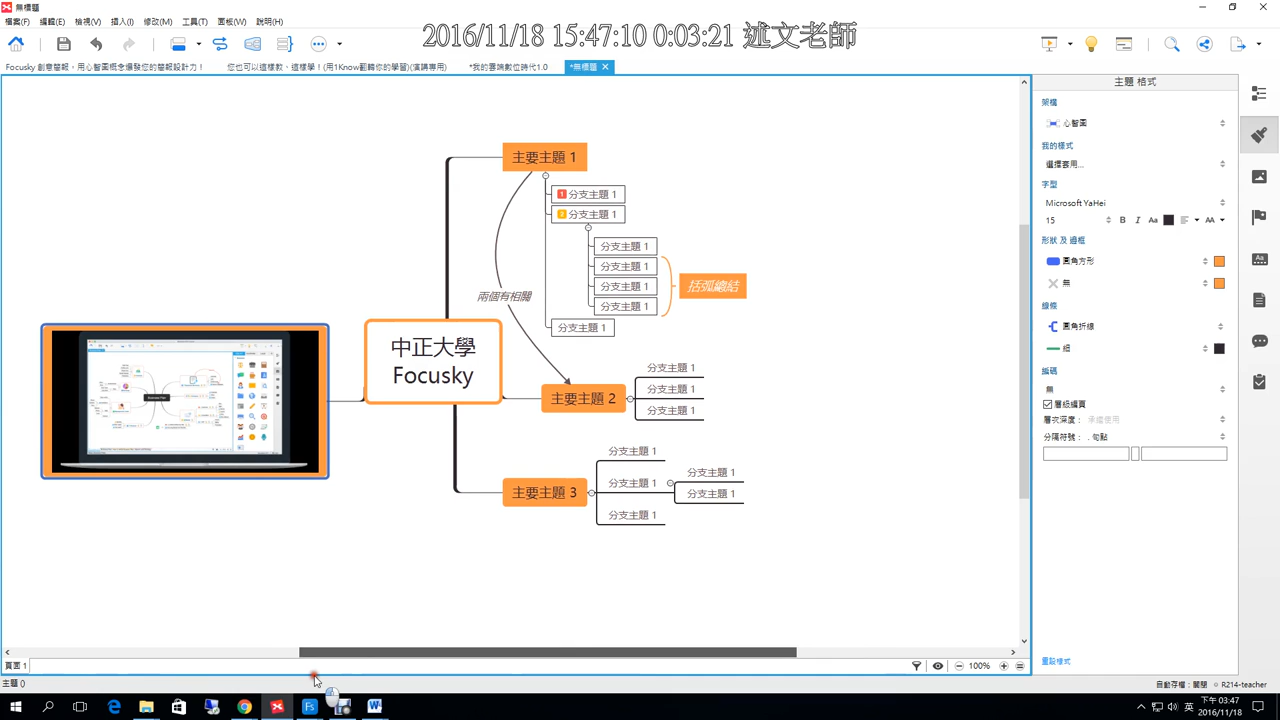 無標題
檔案(F) 編輯(E) 檢視(V) 插入(I) 修改(M) 工具(T) 面板(W) 說明(H)
2016/11/18 15:47:10 0:03:21 述文老師
Focusky 創意簡報，用心智圖概念爆發您的簡報設計力！ 您也可以這樣教、這樣學！(用1Know翻轉你的學習)(演講專用) *我的雲端數位時代1.0 *無標題
主要主題 1
1 分支主題 1
2 分支主題 1
分支主題 1
分支主題 1
分支主題 1
分支主題 1
括弧總結
分支主題 1
兩個有相關
中正大學
Focusky
主要主題 2
分支主題 1
分支主題 1
分支主題 1
主要主題 3
分支主題 1
分支主題 1
分支主題 1
分支主題 1
分支主題 1
主題 格式
架構
心智圖
我的樣式
選擇套用...
字型
Microsoft YaHei
15 B I Aa AA
形狀 及 邊框
圓角方形
無
線條
圓角折線
細
編碼
無
層級編頁
層次深度： 承繼使用
分隔符號： . 句點
重設樣式
頁面 1
100%
主題 ()
自動存檔：關閉 R214-teacher
Fs
英
下午 03:47
2016/11/18